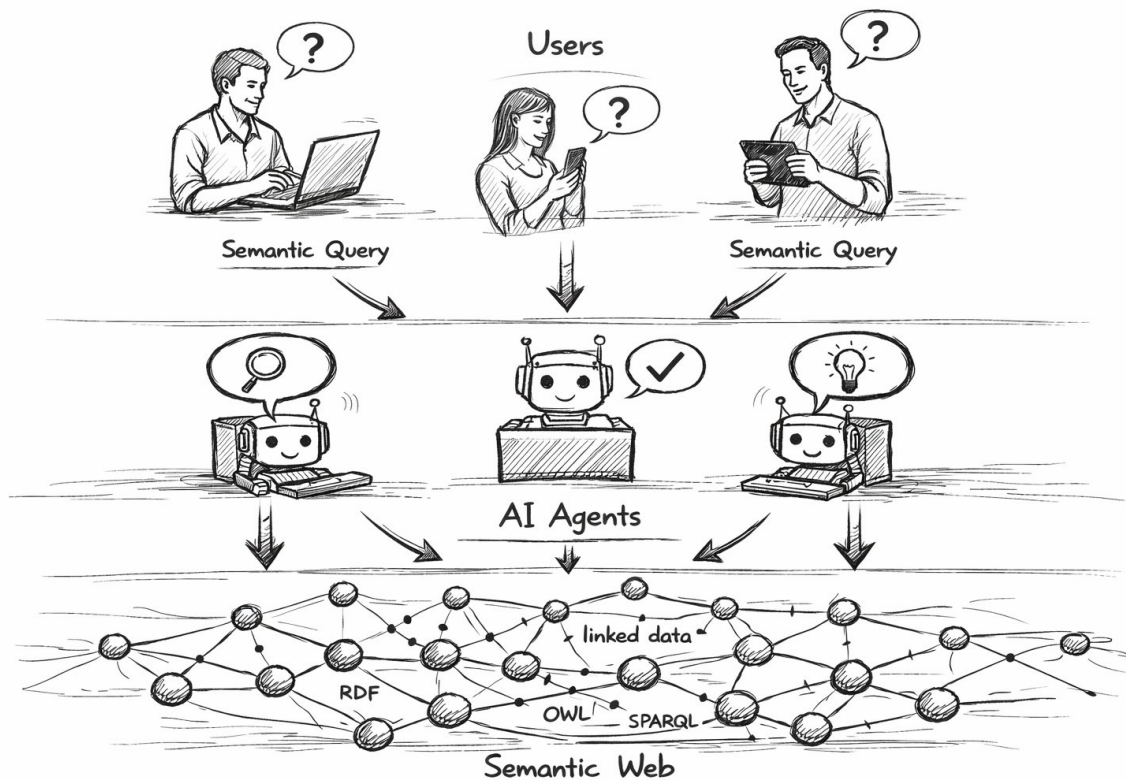 ?
Users
?
?
Semantic Query
Semantic Query
AI Agents
linked data
RDF
OWL
SPARQL
Semantic Web